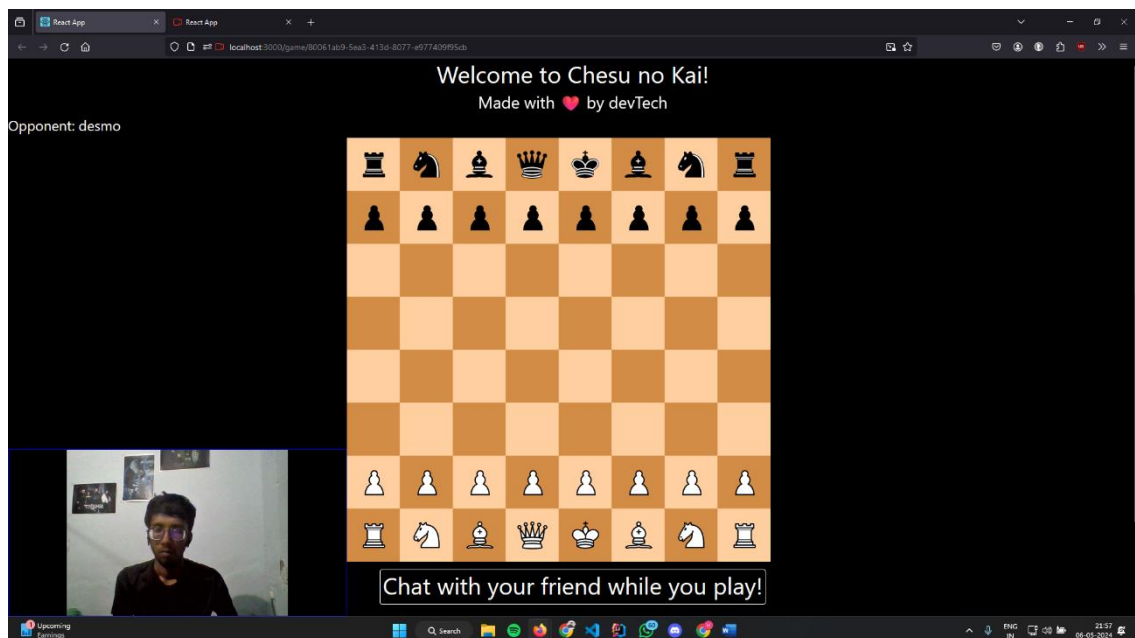 React App
React App
localhost:3000/game/80061ab9-5ea3-413d-8077-e977409f95cb
Welcome to Chesu no Kai!
Made with ❤ by devTech
Opponent: desmo
Chat with your friend while you play!
1
Upcoming
Earnings
Search
60
ENG
IN
21:57
06-05-2024